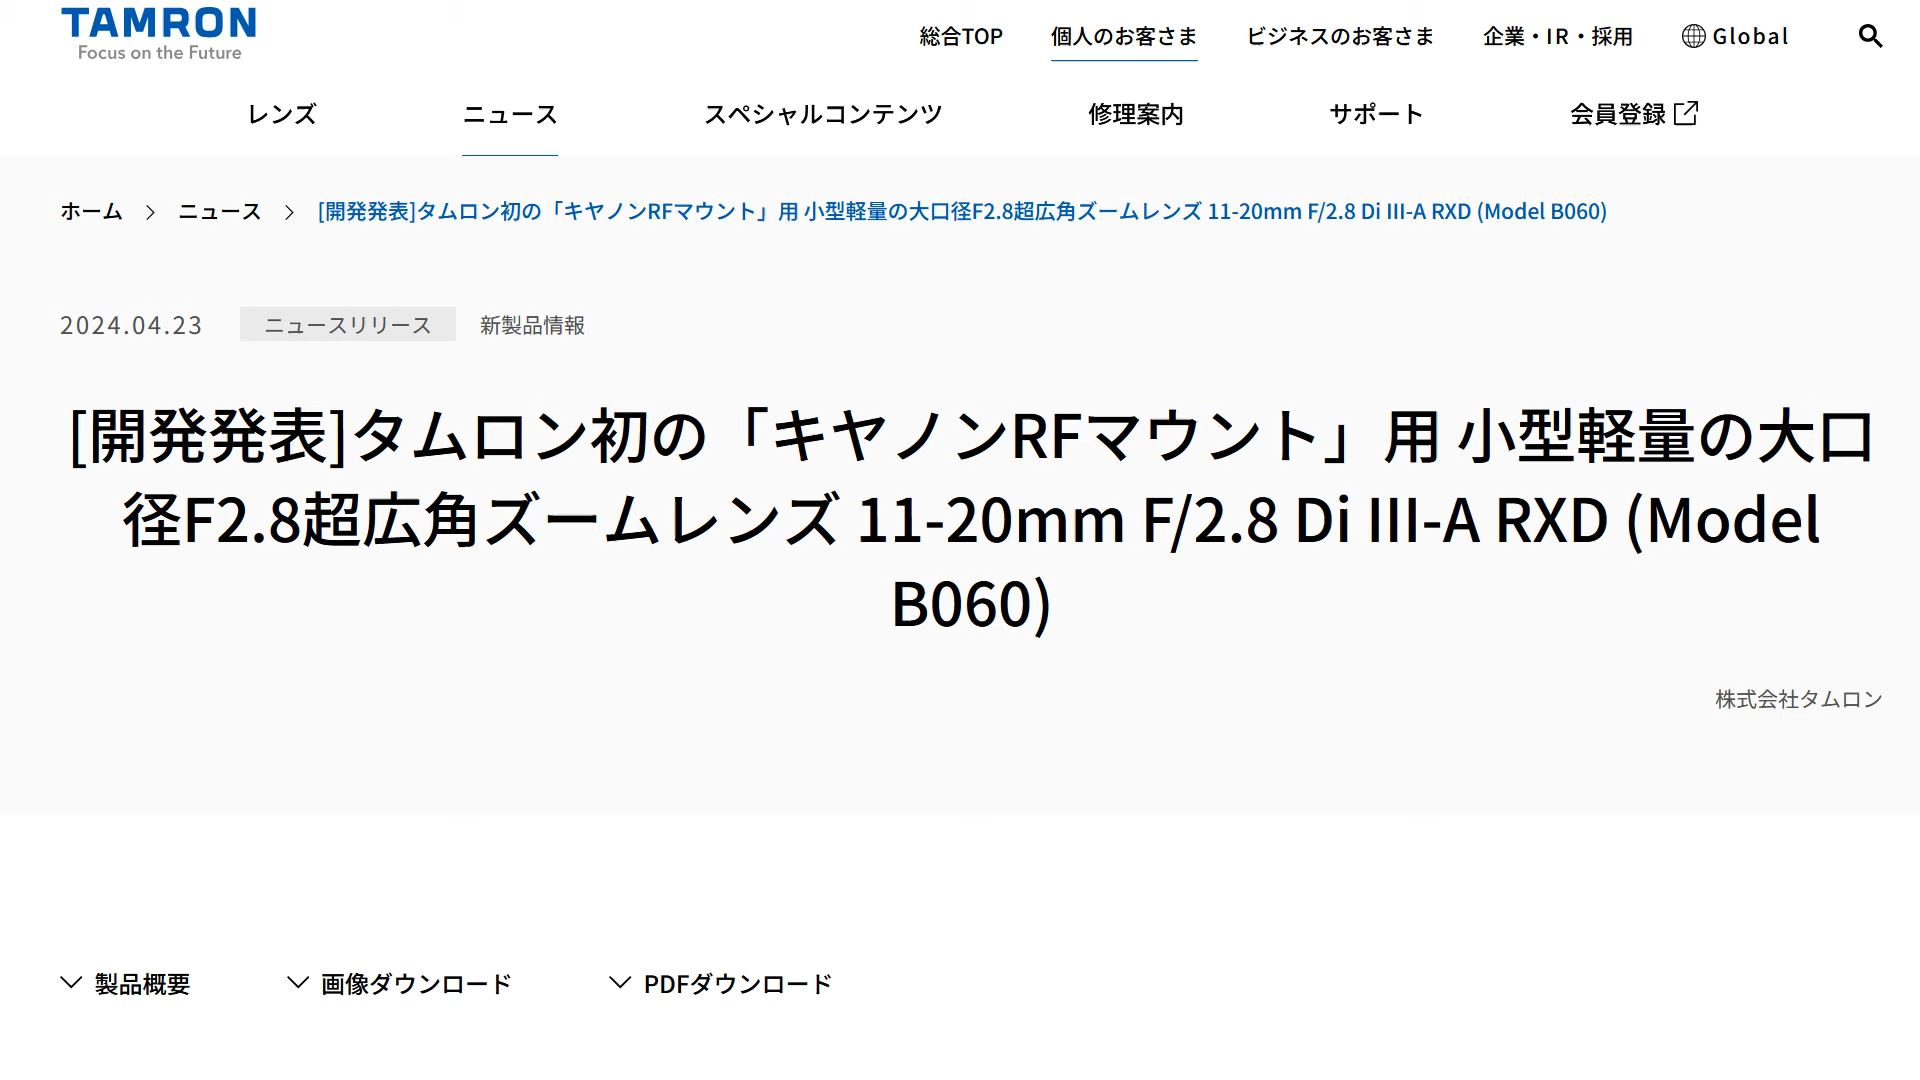 TAMRON
Focus on the Future
総合TOP 個人のお客さま ビジネスのお客さま 企業・IR・採用 Global
レンズ ニュース スペシャルコンテンツ 修理案内 サポート 会員登録
ホーム > ニュース > [開発発表]タムロン初の「キヤノンRFマウント」用 小型軽量の大口径F2.8超広角ズームレンズ 11-20mm F/2.8 Di III-A RXD (Model B060)
2024.04.23 ニュースリリース 新製品情報
[開発発表]タムロン初の「キヤノンRFマウント」用 小型軽量の大口
径F2.8超広角ズームレンズ 11-20mm F/2.8 Di III-A RXD (Model
B060)
株式会社タムロン
製品概要 画像ダウンロード PDFダウンロード